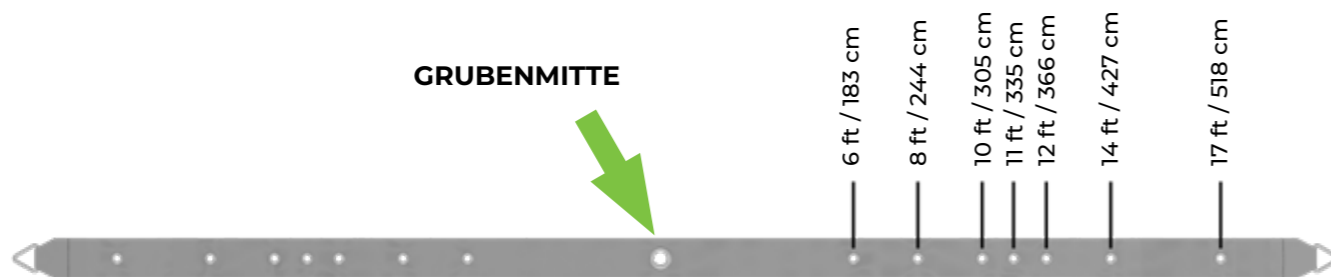 GRUBENMITTE
6 ft / 183 cm
8 ft / 244 cm
10 ft / 305 cm
11 ft / 335 cm
12 ft / 366 cm
14 ft / 427 cm
17 ft / 518 cm